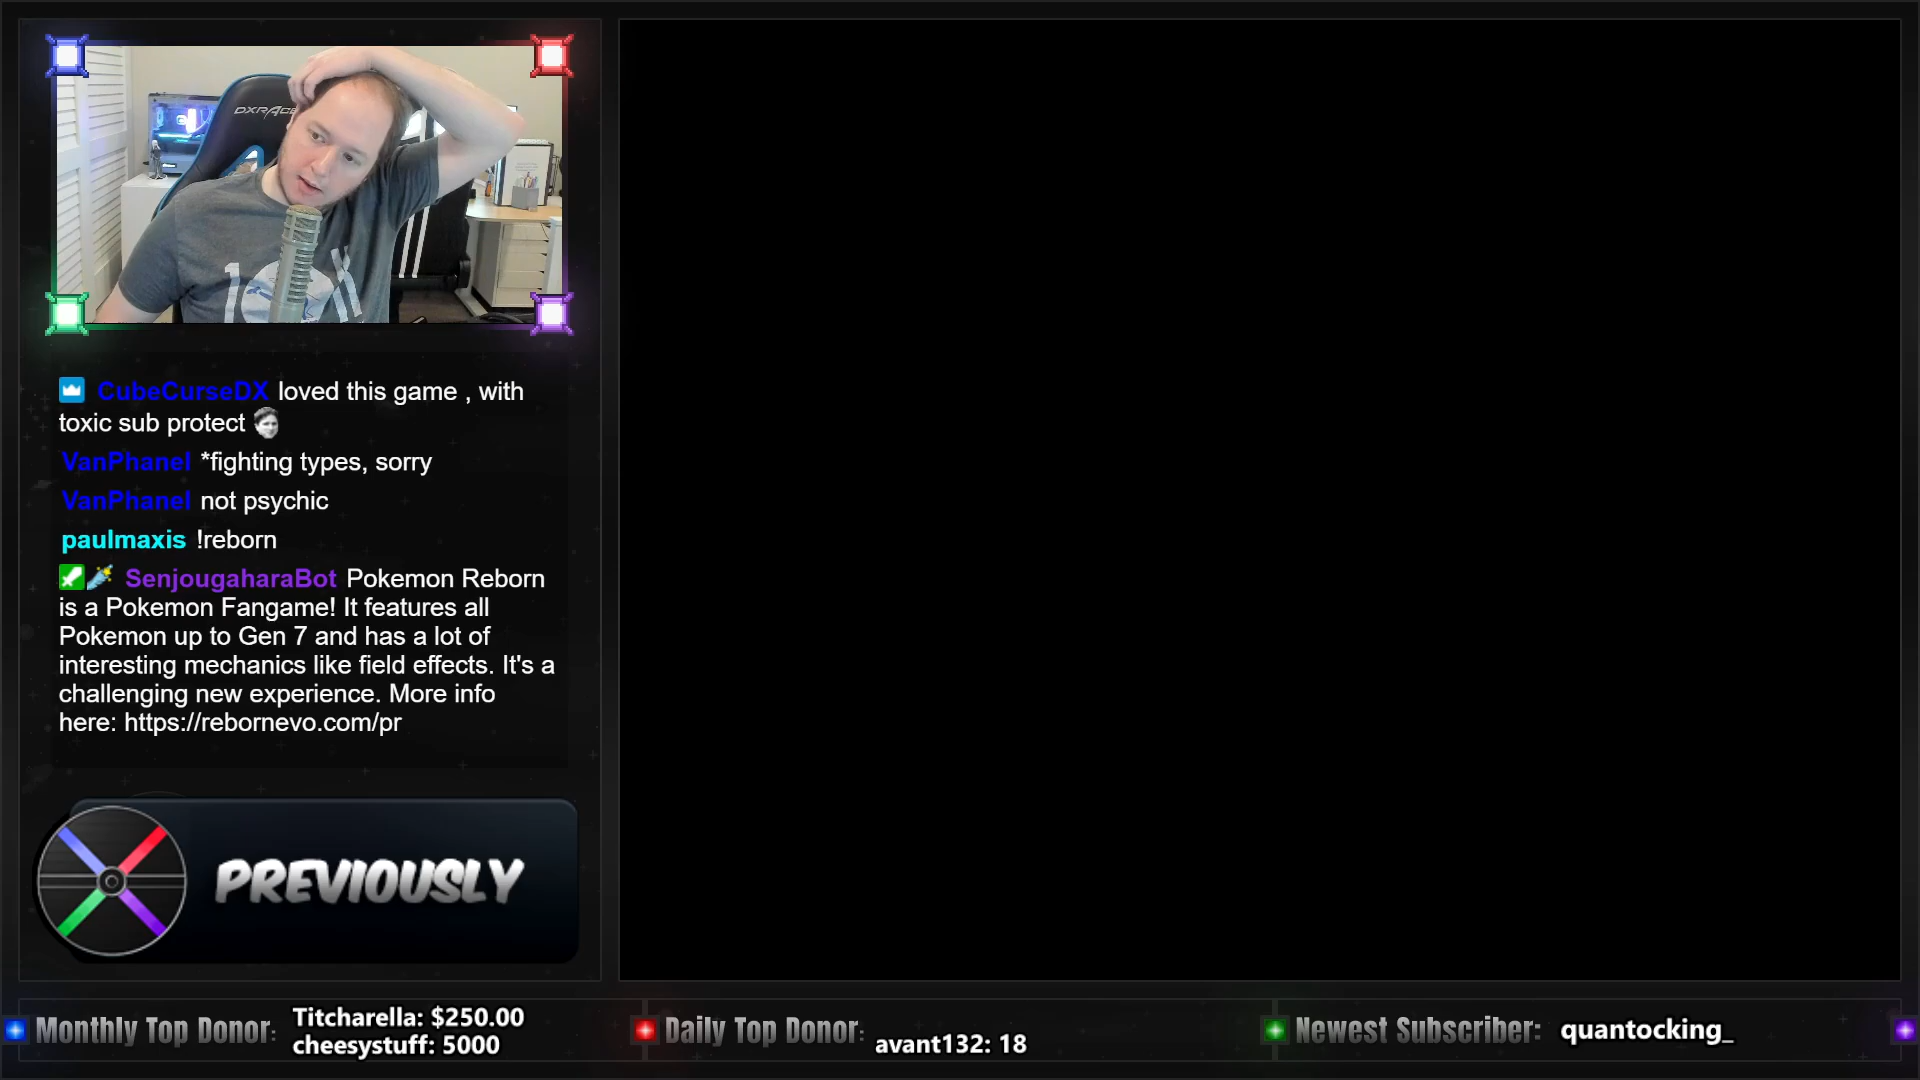 DXRACE
CubeCurseDX loved this game , with
toxic sub protect
VanPhanel *fighting types, sorry
VanPhanel not psychic
paulmaxis !reborn
SenjougaharaBot Pokemon Reborn
is a Pokemon Fangame! It features all
Pokemon up to Gen 7 and has a lot of
interesting mechanics like field effects. It's a
challenging new experience. More info
here: https://rebornevo.com/pr
PREVIOUSLY
Monthly Top Donor:
Titcharella: $250.00
cheesystuff: 5000
Daily Top Donor:
avant132: 18
Newest Subscriber:
quantocking_